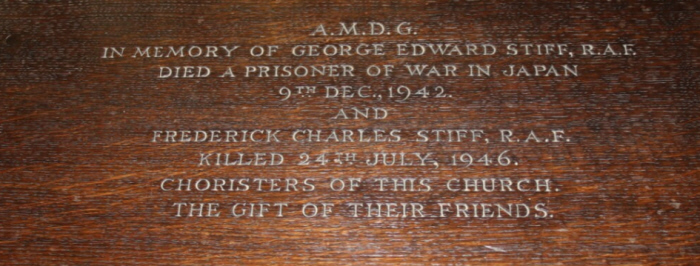 A.M.D.G.
IN MEMORY OF GEORGE EDWARD STIFF, R.A.F.
DIED A PRISONER OF WAR IN JAPAN
9TH DEC., 1942.
AND
FREDERICK CHARLES STIFF, R.A.F.
KILLED 24TH JULY, 1946.
CHORISTERS OF THIS CHURCH.
THE GIFT OF THEIR FRIENDS.